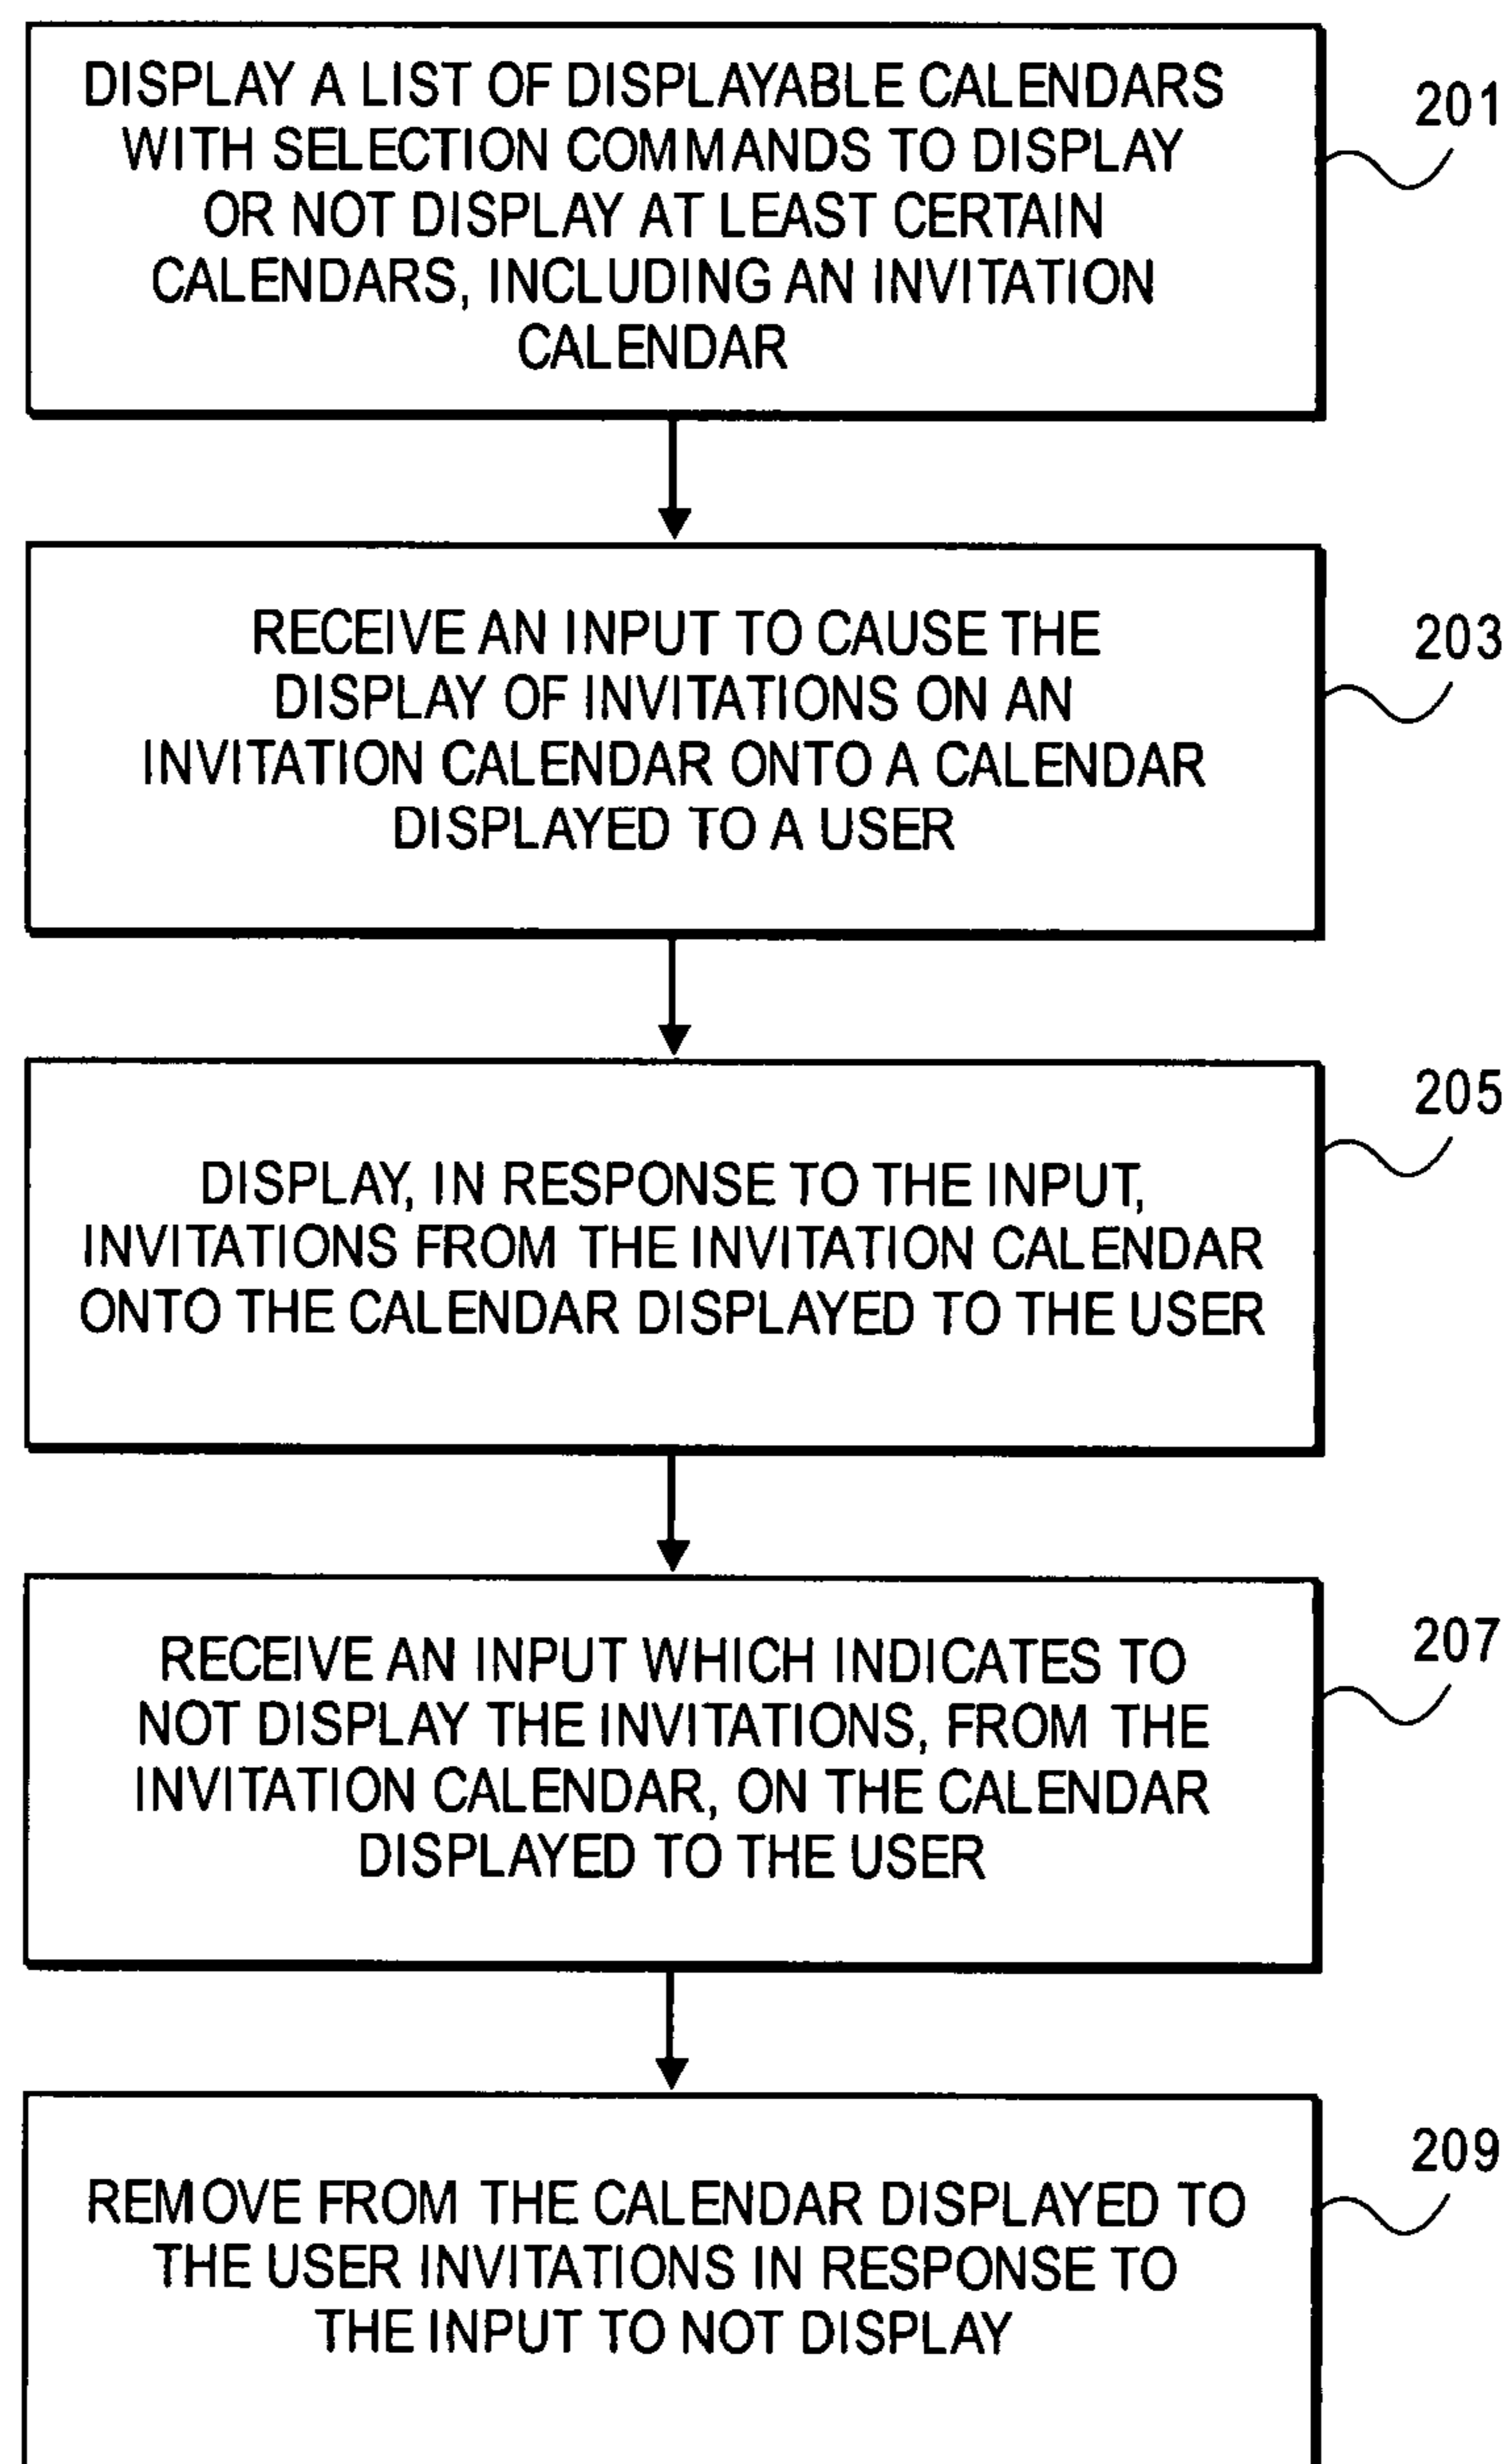 DISPLAY A LIST OF DISPLAYABLE CALENDARS
WITH SELECTION COMMANDS TO DISPLAY
OR NOT DISPLAY AT LEAST CERTAIN
CALENDARS, INCLUDING AN INVITATION
CALENDAR
201
RECEIVE AN INPUT TO CAUSE THE
DISPLAY OF INVITATIONS ON AN
INVITATION CALENDAR ONTO A CALENDAR
DISPLAYED TO A USER
203
DISPLAY, IN RESPONSE TO THE INPUT,
INVITATIONS FROM THE INVITATION CALENDAR
ONTO THE CALENDAR DISPLAYED TO THE USER
205
RECEIVE AN INPUT WHICH INDICATES TO
NOT DISPLAY THE INVITATIONS, FROM THE
INVITATION CALENDAR, ON THE CALENDAR
DISPLAYED TO THE USER
207
REMOVE FROM THE CALENDAR DISPLAYED TO
THE USER INVITATIONS IN RESPONSE TO
THE INPUT TO NOT DISPLAY
209